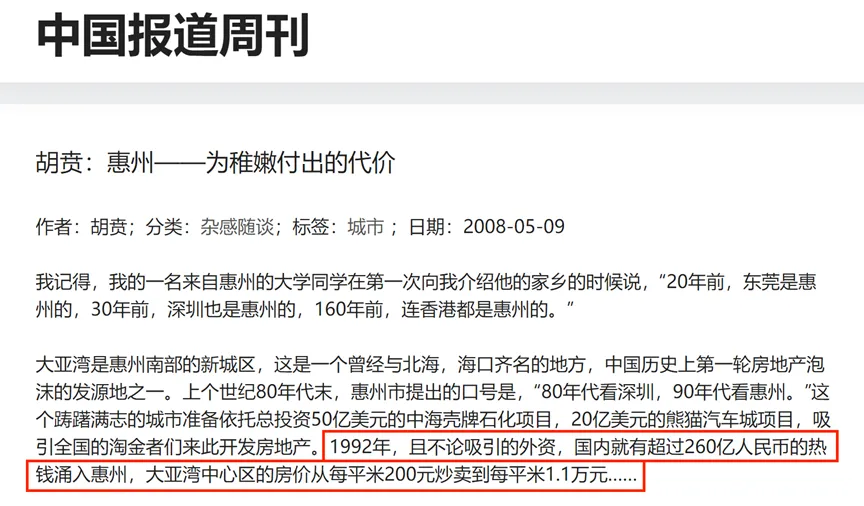 中国报道周刊
胡贲：惠州——为稚嫩付出的代价
作者：胡贲；分类：杂感随谈；标签：城市 ；日期：2008-05-09
我记得，我的一名来自惠州的大学同学在第一次向我介绍他的家乡的时候说，“20年前，东莞是惠
州的，30年前，深圳也是惠州的，160年前，连香港都是惠州的。”
大亚湾是惠州南部的新城区，这是一个曾经与北海，海口齐名的地方，中国历史上第一轮房地产泡
沫的发源地之一。上个世纪80年代末，惠州市提出的口号是，“80年代看深圳，90年代看惠州。”这
个踌躇满志的城市准备依托总投资50亿美元的中海壳牌石化项目，20亿美元的熊猫汽车城项目，吸
引全国的淘金者们来此开发房地产。1992年，且不论吸引的外资，国内就有超过260亿人民币的热
钱涌入惠州，大亚湾中心区的房价从每平米200元炒卖到每平米1.1万元……